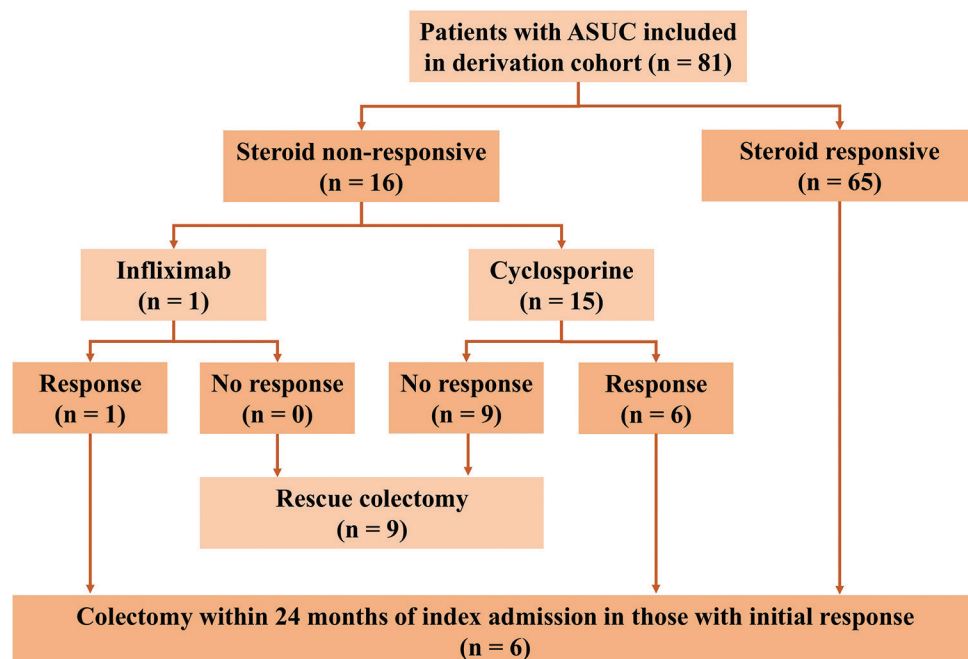 Patients with ASUC included
in derivation cohort (n = 81)
Steroid non-responsive
(n = 16)
Steroid responsive
(n = 65)
Infliximab
(n = 1)
Cyclosporine
(n = 15)
Response
(n = 1)
No response
(n = 0)
No response
(n = 9)
Response
(n = 6)
Rescue colectomy
(n = 9)
Colectomy within 24 months of index admission in those with initial response
(n = 6)